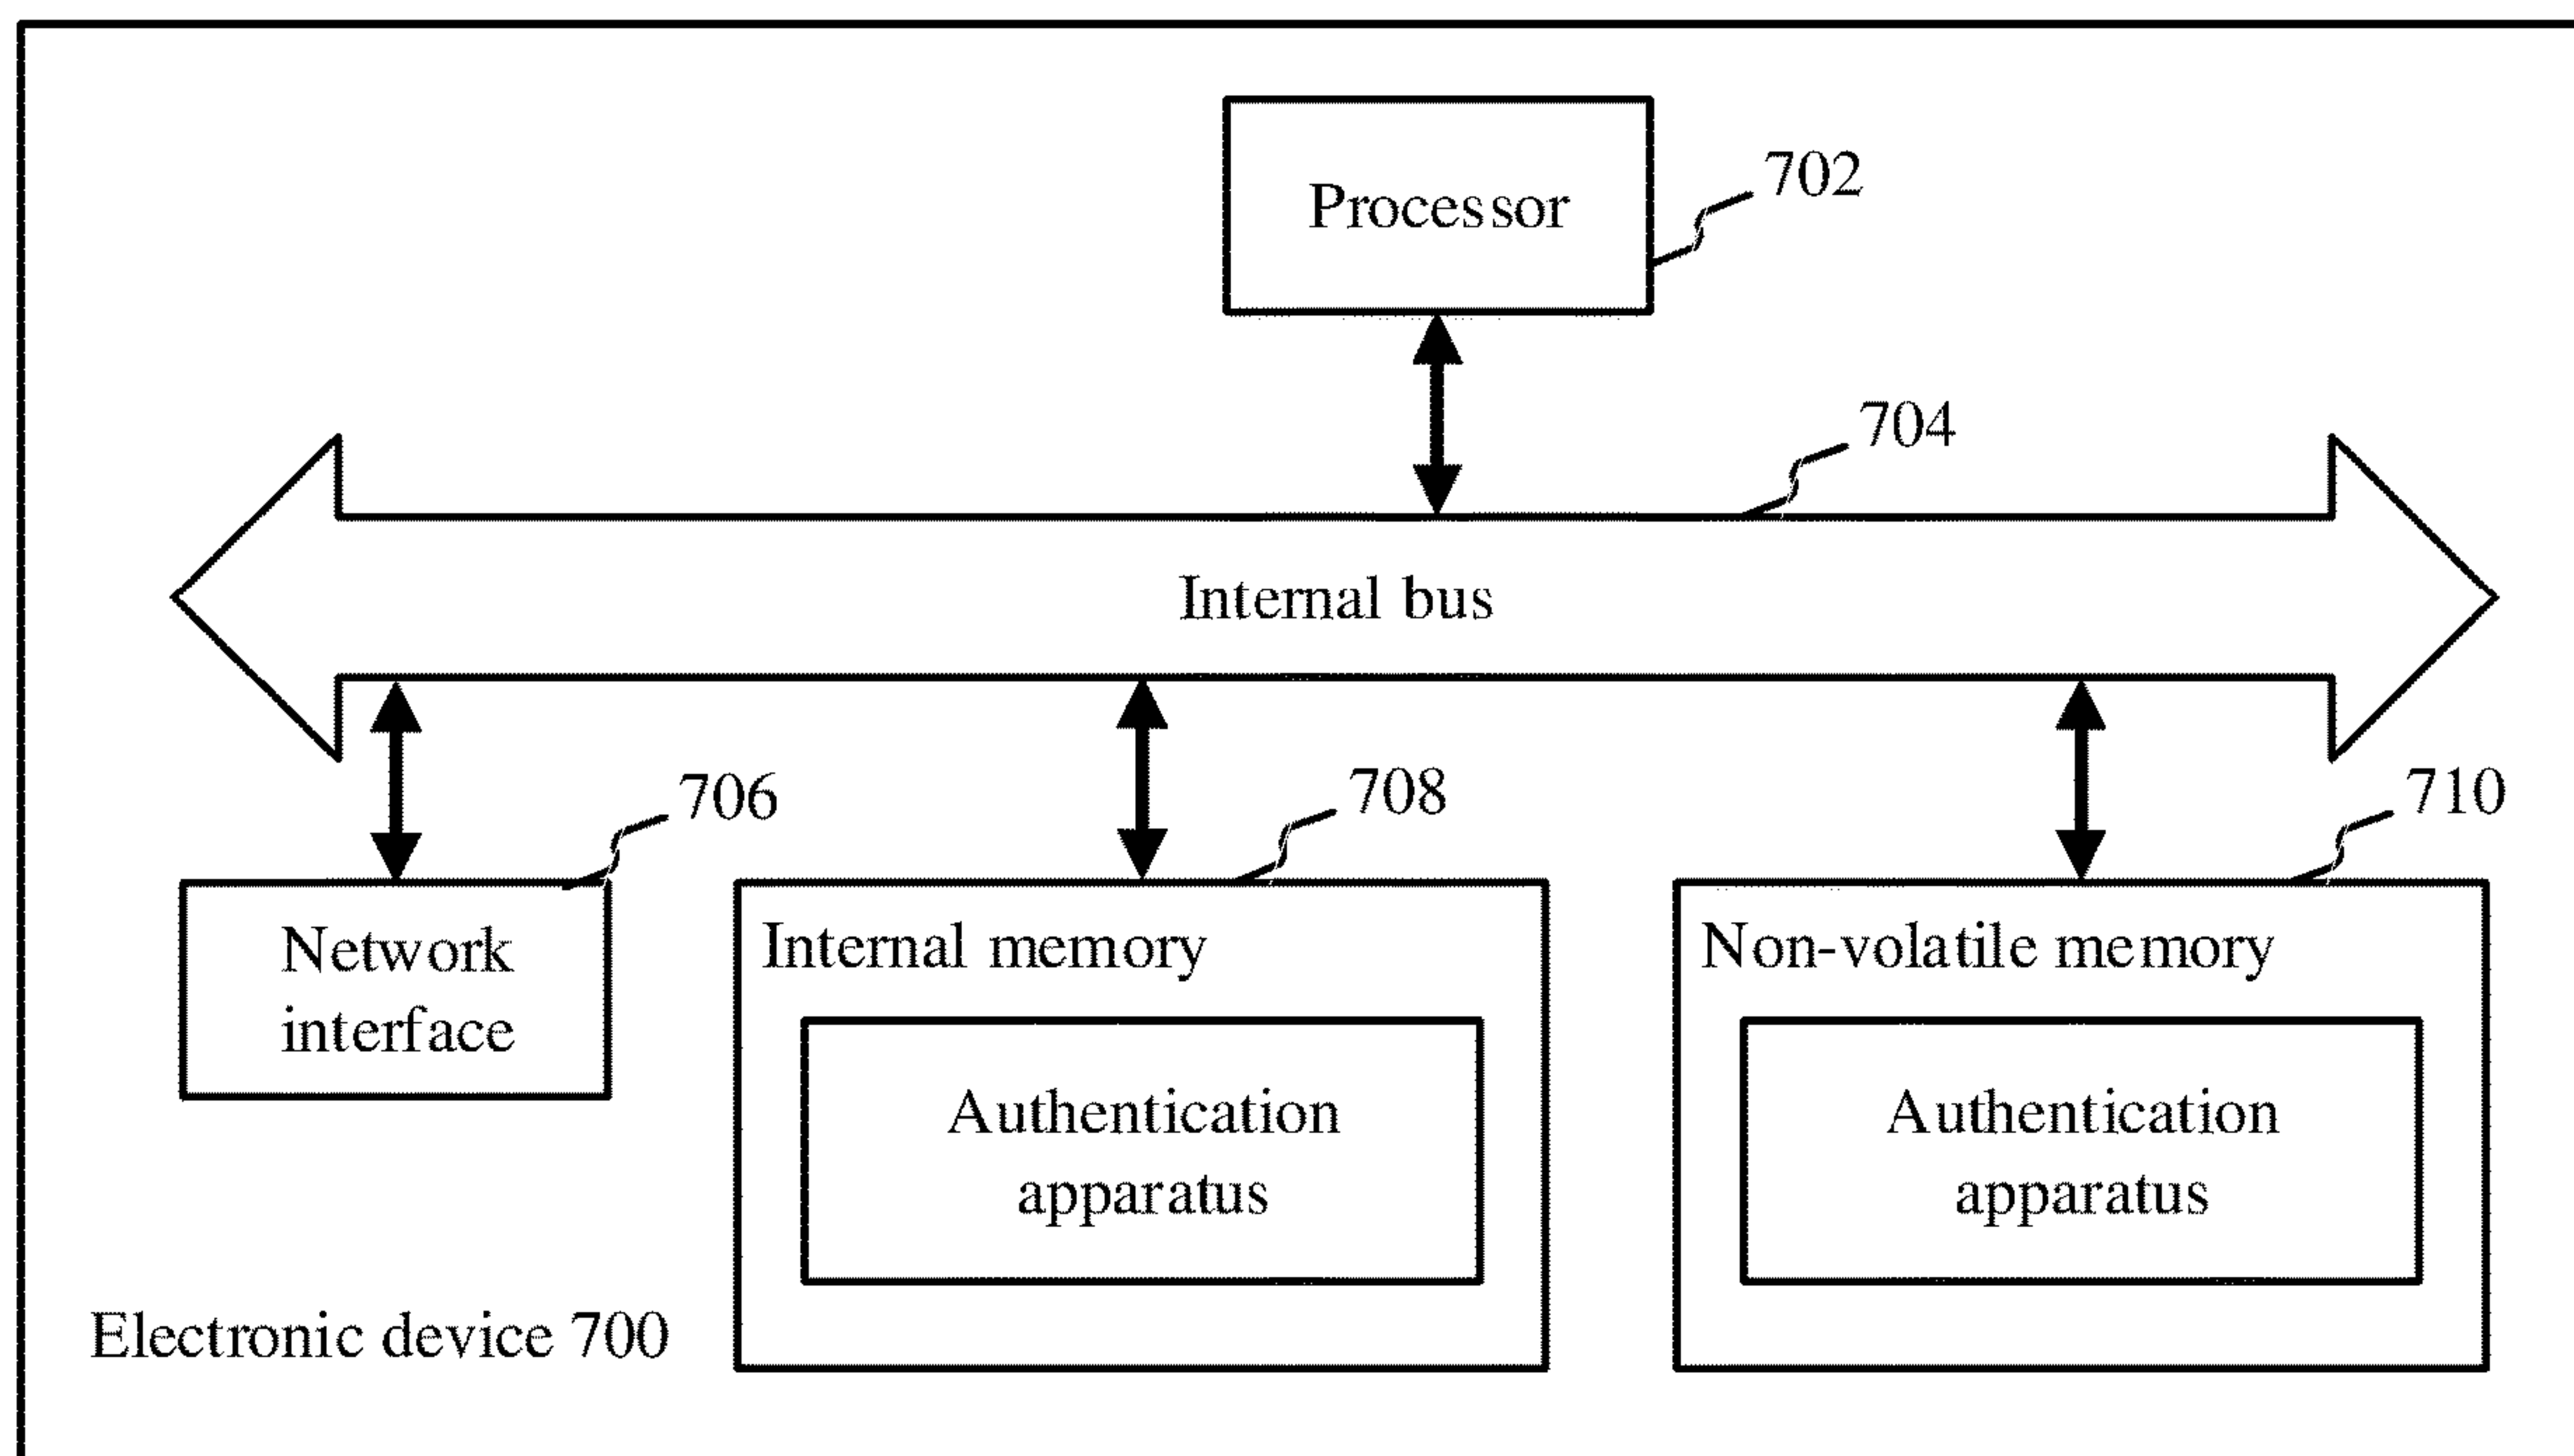 Processor
702
704
Internal bus
706
708
710
Network
interface
Internal memory
Authentication
apparatus
Non-volatile memory
Authentication
apparatus
Electronic device 700